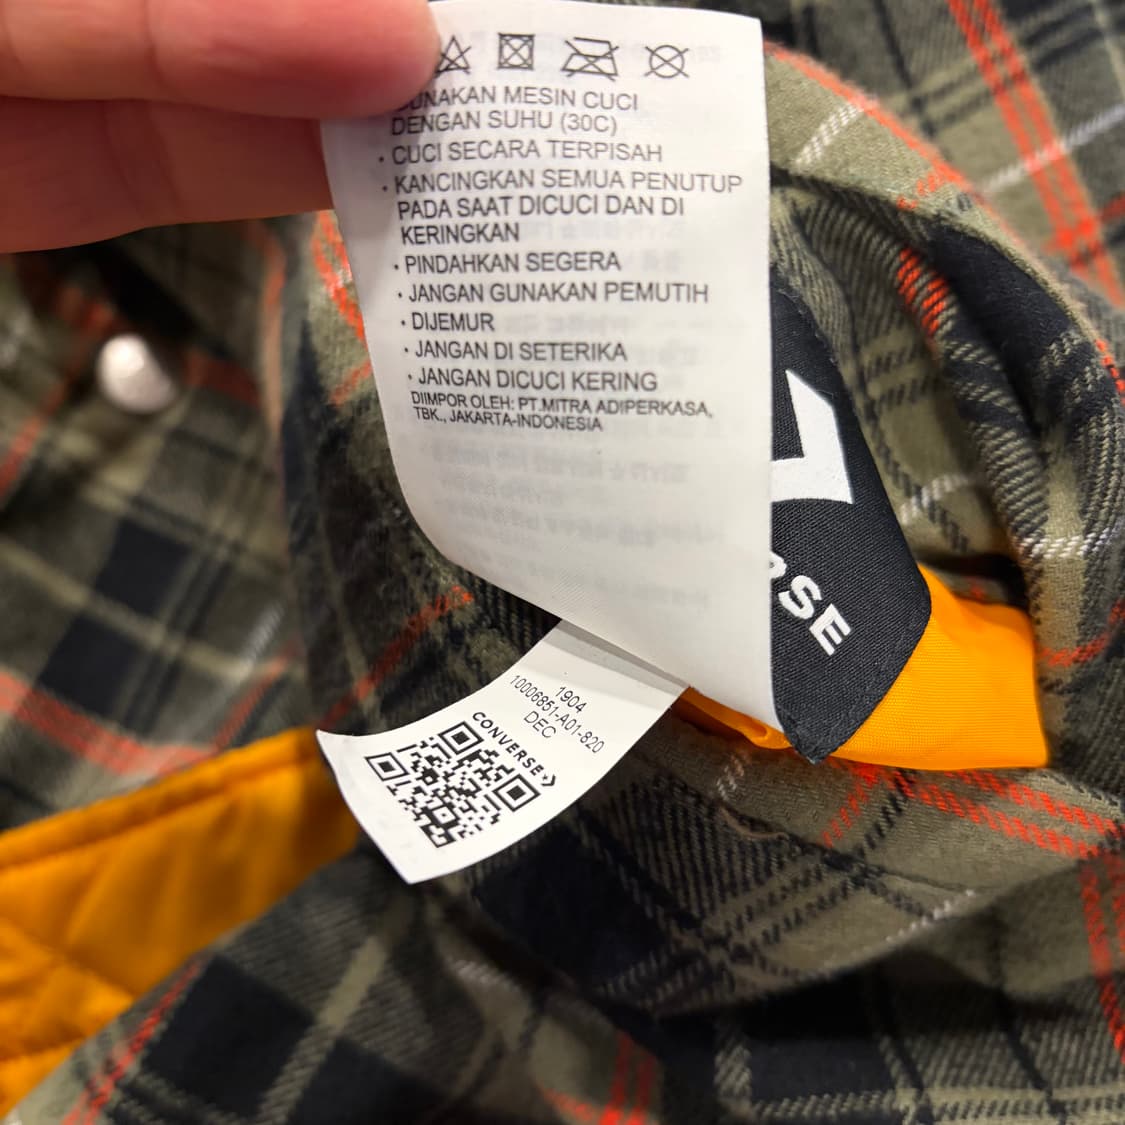 GUNAKAN MESIN CUCI
DENGAN SUHU (30C)
· CUCI SECARA TERPISAH
· KANCINGKAN SEMUA PENUTUP
PADA SAAT DICUCI DAN DI
KERINGKAN
· PINDAHKAN SEGERA
· JANGAN GUNAKAN PEMUTIH
· DIJEMUR
· JANGAN DI SETERIKA
· JANGAN DICUCI KERING
DIIMPOR OLEH: PT.MITRA ADIPERKASA,
TBK., JAKARTA-INDONESIA
RSE
1904
10006851-A01-820
DEC
CONVERSE